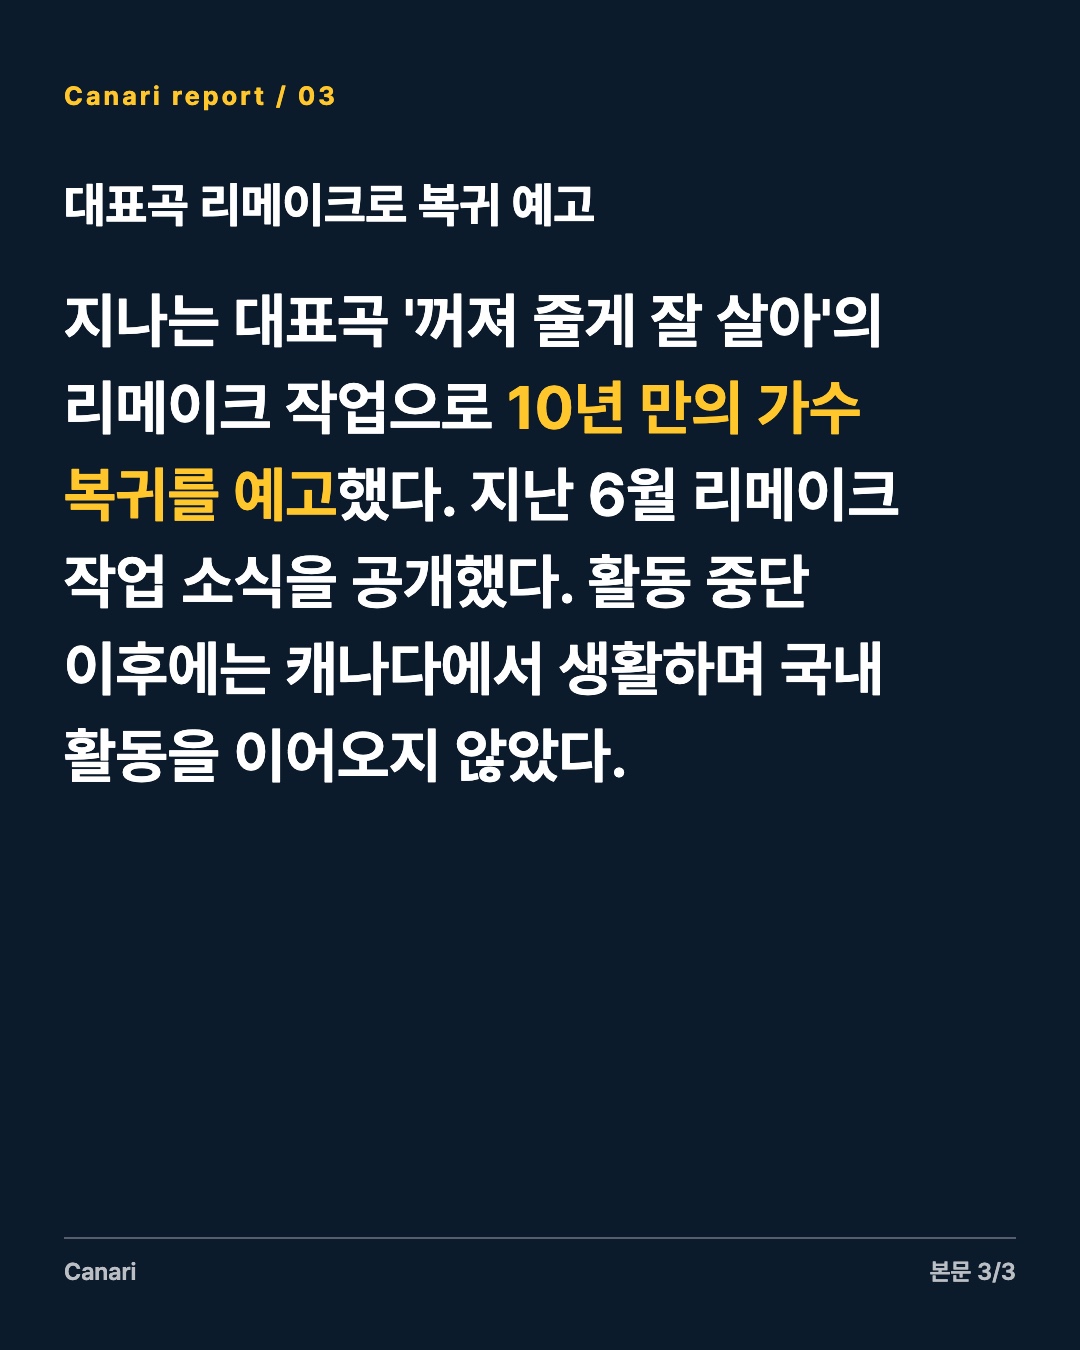 Canari report / 03
대표곡 리메이크로 복귀 예고
지나는 대표곡 '꺼져 줄게 잘 살아'의
리메이크 작업으로 10년 만의 가수
복귀를 예고했다. 지난 6월 리메이크
작업 소식을 공개했다. 활동 중단
이후에는 캐나다에서 생활하며 국내
활동을 이어오지 않았다.
Canari
본문 3/3